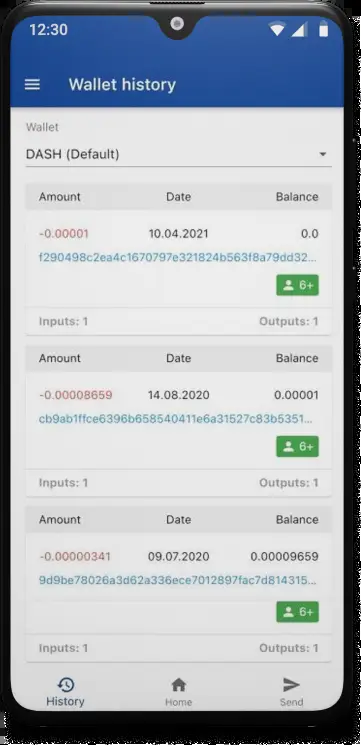 12:30
Wallet history
Wallet
DASH (Default)
Amount Date Balance
-0.00001 10.04.2021 0.0
f290498c2ea4c1670797e321824b563f8a79dd32...
6+
Inputs: 1 Outputs: 1
Amount Date Balance
-0.00008659 14.08.2020 0.00001
cb9ab1ffce6396b658540411e6a31527c83b5351...
6+
Inputs: 1 Outputs: 1
Amount Date Balance
-0.00000341 09.07.2020 0.00009659
9d9be78026a3d62a336ece7012897fac7d814315...
6+
Inputs: 1 Outputs: 1
History Home Send